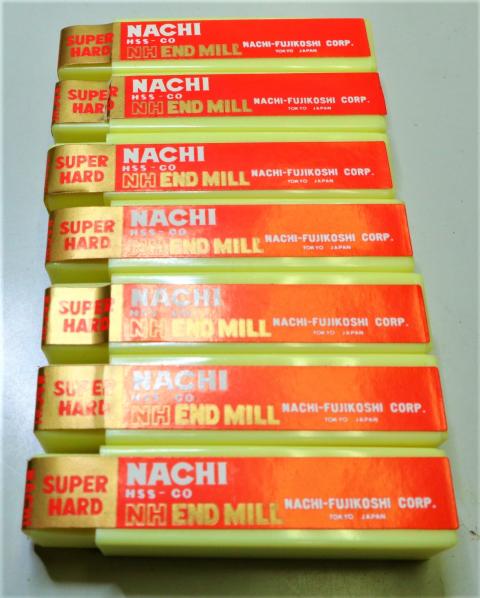 SUPER
HARD
NACHI
HSS-CO
NH END MILL
NACHI-FUJIKOSHI CORP.
TOKYO JAPAN
SUPER
HARD
NACHI
HSS-CO
NH END MILL
NACHI-FUJIKOSHI CORP.
TOKYO JAPAN
SUPER
HARD
NACHI
HSS-CO
NH END MILL
NACHI-FUJIKOSHI CORP.
TOKYO JAPAN
SUPER
HARD
NACHI
HSS-CO
NH END MILL
NACHI-FUJIKOSHI CORP.
TOKYO JAPAN
SUPER
HARD
NACHI
NH END MILL
NACHI-FUJIKOSHI CORP.
TOKYO JAPAN
SUPER
HARD
NACHI
HSS-CO
NH END MILL
NACHI-FUJIKOSHI CORP.
TOKYO JAPAN
SUPER
HARD
NACHI
HSS-CO
NH END MILL
NACHI-FUJIKOSHI CORP.
TOKYO JAPAN